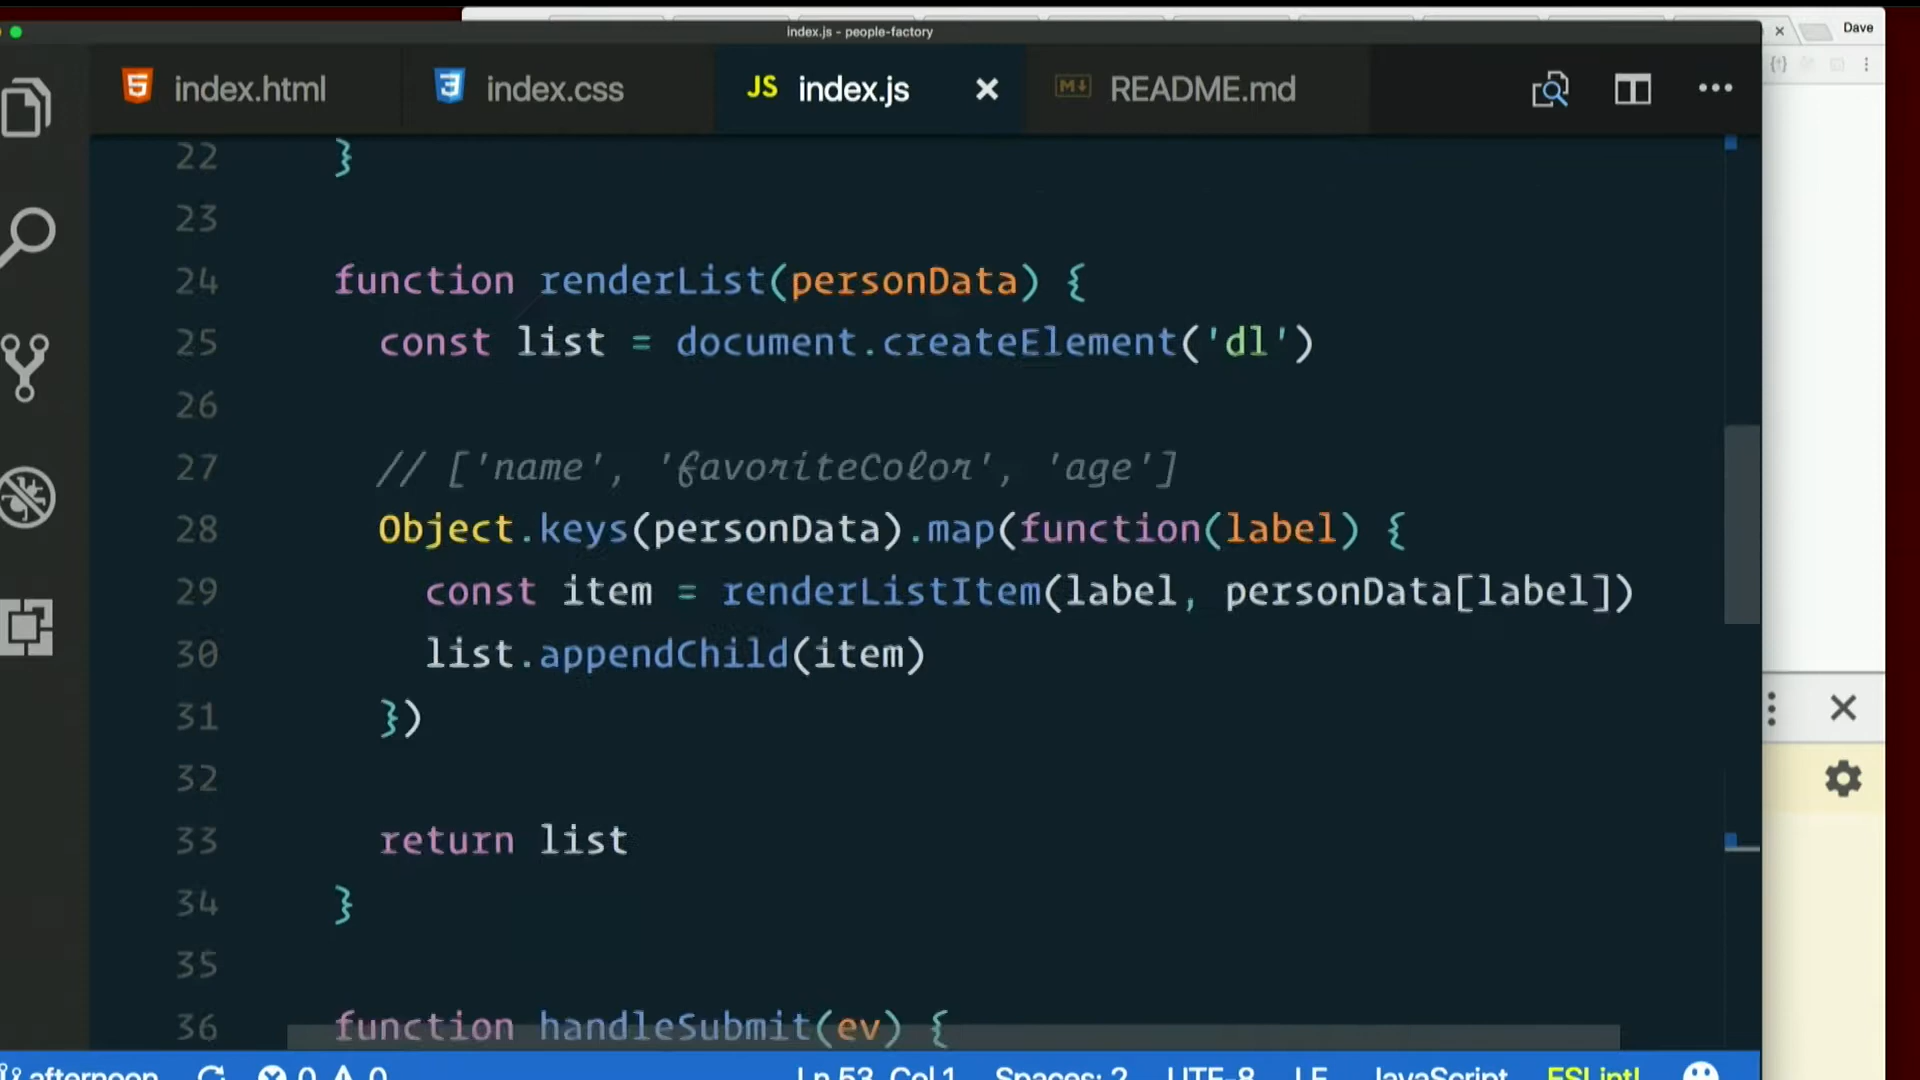 index.js - people-factory
Dave
index.html
index.css
JS index.js
README.md
22 }
23
24 function renderList(personData) {
25 const list = document.createElement('dl')
26
27 // ['name', 'favoriteColor', 'age']
28 Object.keys(personData).map(function(label) {
29 const item = renderListItem(label, personData[label])
30 list.appendChild(item)
31 })
32
33 return list
34 }
35
36 function handleSubmit(ev) {
afternoon 0 0 Ln 53, Col 1 Spaces: 2 UTF-8 LF JavaScript ESLint!